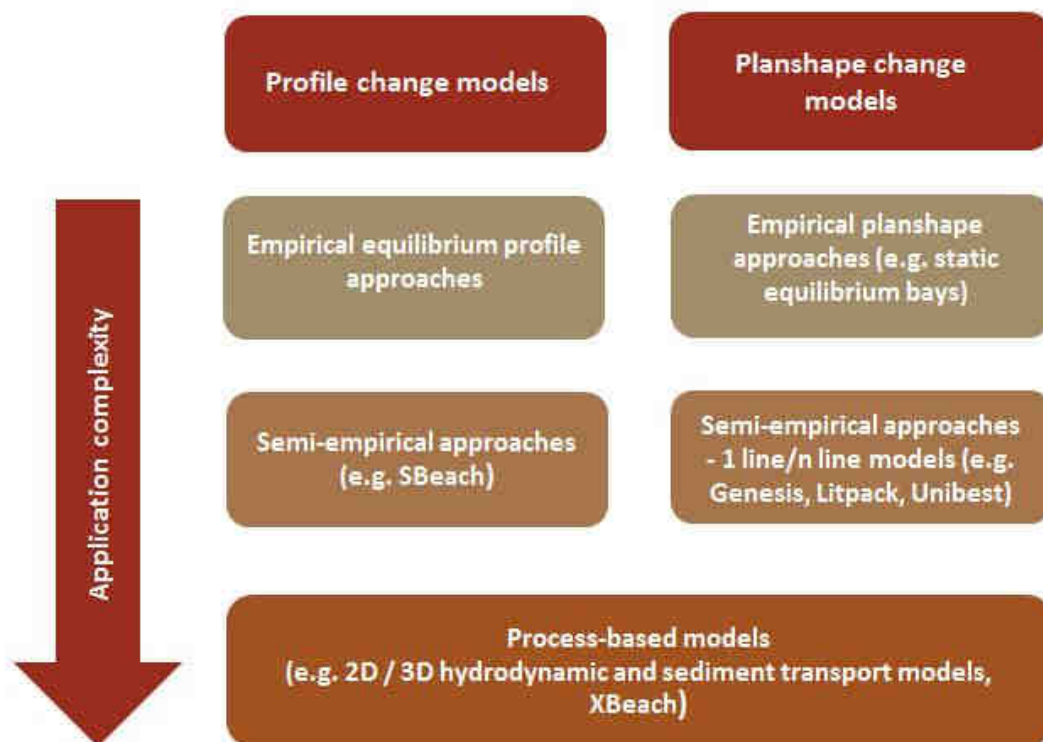 Profile change models
Planshape change
models
Empirical equilibrium profile
approaches
Empirical planshape
approaches (e.g. static
equilibrium bays)
Application complexity
Semi-empirical approaches
(e.g. SBeach)
Semi-empirical approaches
- 1 line/n line models (e.g.
Genesis, Litpack, Unibest)
Process-based models
(e.g. 2D / 3D hydrodynamic and sediment transport models,
XBeach)